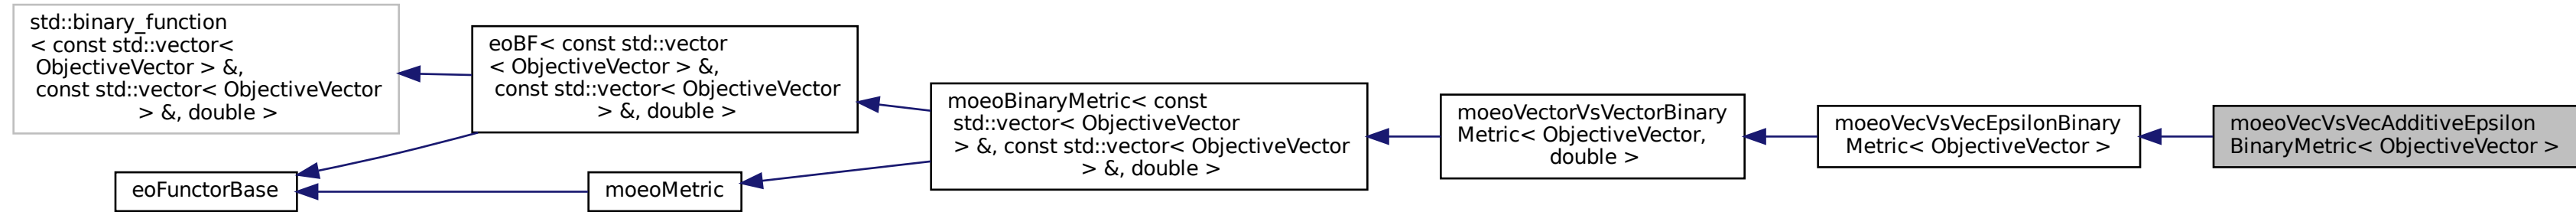 std::binary_function
< const std::vector<
ObjectiveVector > &,
const std::vector< ObjectiveVector
> &, double >
eoBF< const std::vector
< ObjectiveVector > &,
const std::vector< ObjectiveVector
> &, double >
moeoBinaryMetric< const
std::vector< ObjectiveVector
> &, const std::vector< ObjectiveVector
> &, double >
moeoVectorVsVectorBinary
Metric< ObjectiveVector,
double >
moeoVecVsVecEpsilonBinary
Metric< ObjectiveVector >
moeoVecVsVecAdditiveEpsilon
BinaryMetric< ObjectiveVector >
eoFunctorBase
moeoMetric